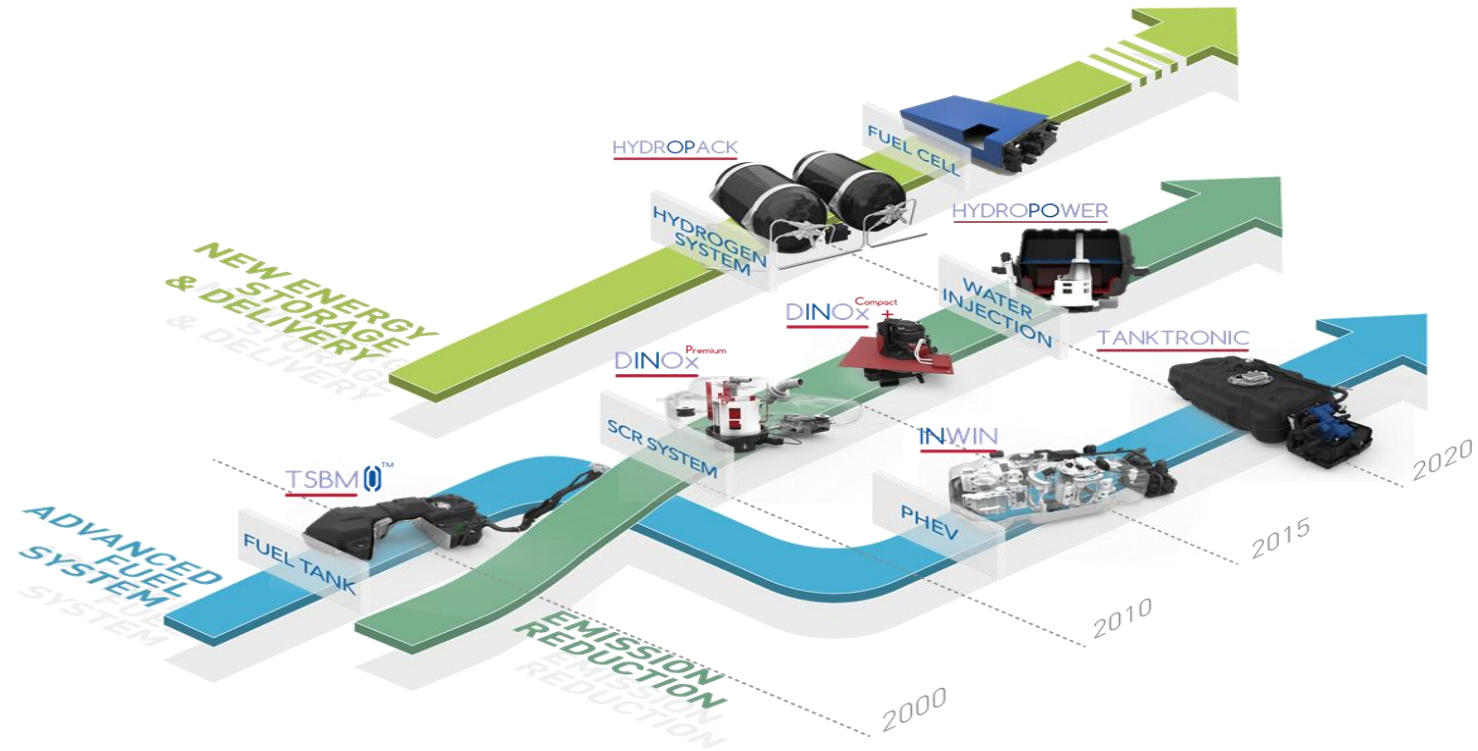 HYDROPACK
FUEL CELL
HYDROGEN
SYSTEM
NEW ENERGY
STORAGE
& DELIVERY
HYDROPOWER
WATER
INJECTION
DINOx Compact +
DINOx Premium
SCR SYSTEM
TANKTRONIC
INWIN
PHEV
TSBM™
FUEL TANK
ADVANCED
FUEL
SYSTEM
EMISSION
REDUCTION
2000
2010
2015
2020